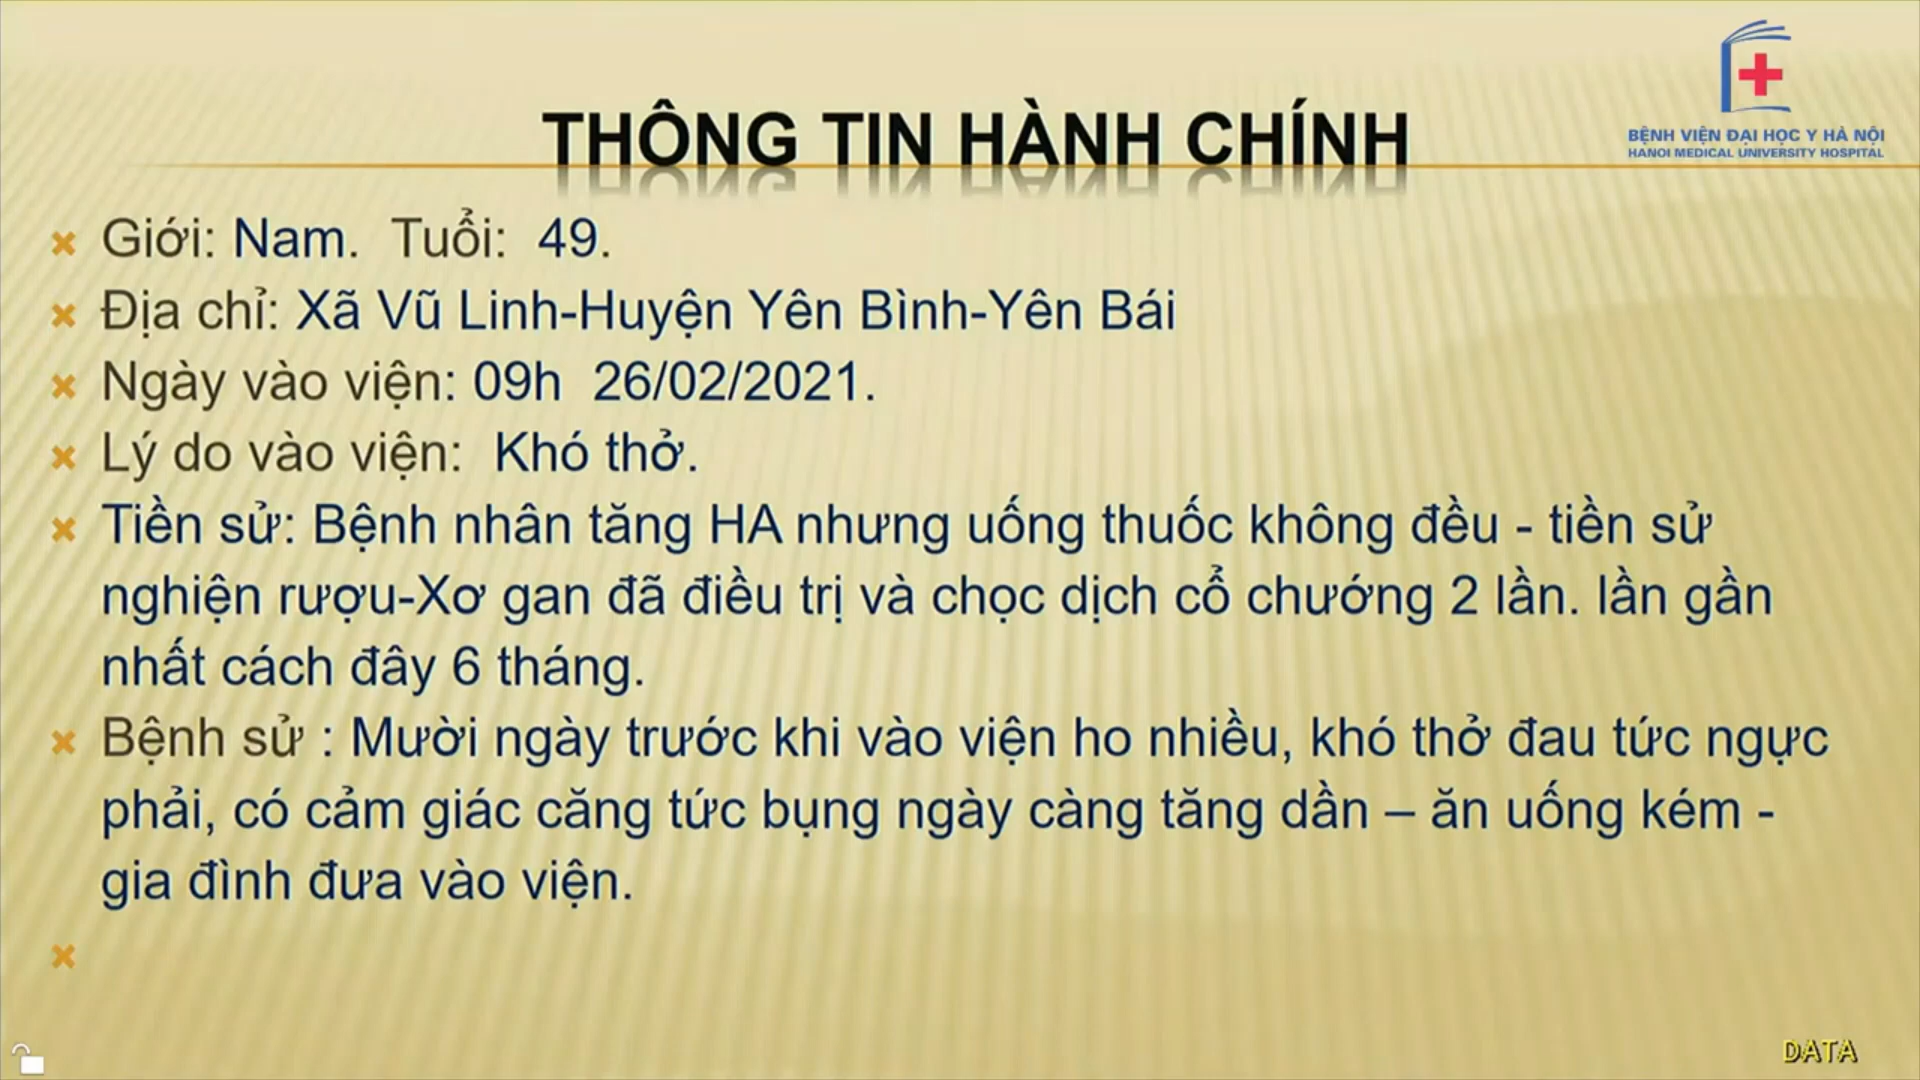 BỆNH VIỆN ĐẠI HỌC Y HÀ NỘI
HANOI MEDICAL UNIVERSITY HOSPITAL
THÔNG TIN HÀNH CHÍNH
Giới: Nam. Tuổi: 49.
Địa chỉ: Xã Vũ Linh-Huyện Yên Bình-Yên Bái
Ngày vào viện: 09h 26/02/2021.
Lý do vào viện: Khó thở.
Tiền sử: Bệnh nhân tăng HA nhưng uống thuốc không đều - tiền sử
nghiện rượu-Xơ gan đã điều trị và chọc dịch cổ chướng 2 lần. lần gần
nhất cách đây 6 tháng.
Bệnh sử : Mười ngày trước khi vào viện ho nhiều, khó thở đau tức ngực
phải, có cảm giác căng tức bụng ngày càng tăng dần – ăn uống kém -
gia đình đưa vào viện.
DATA